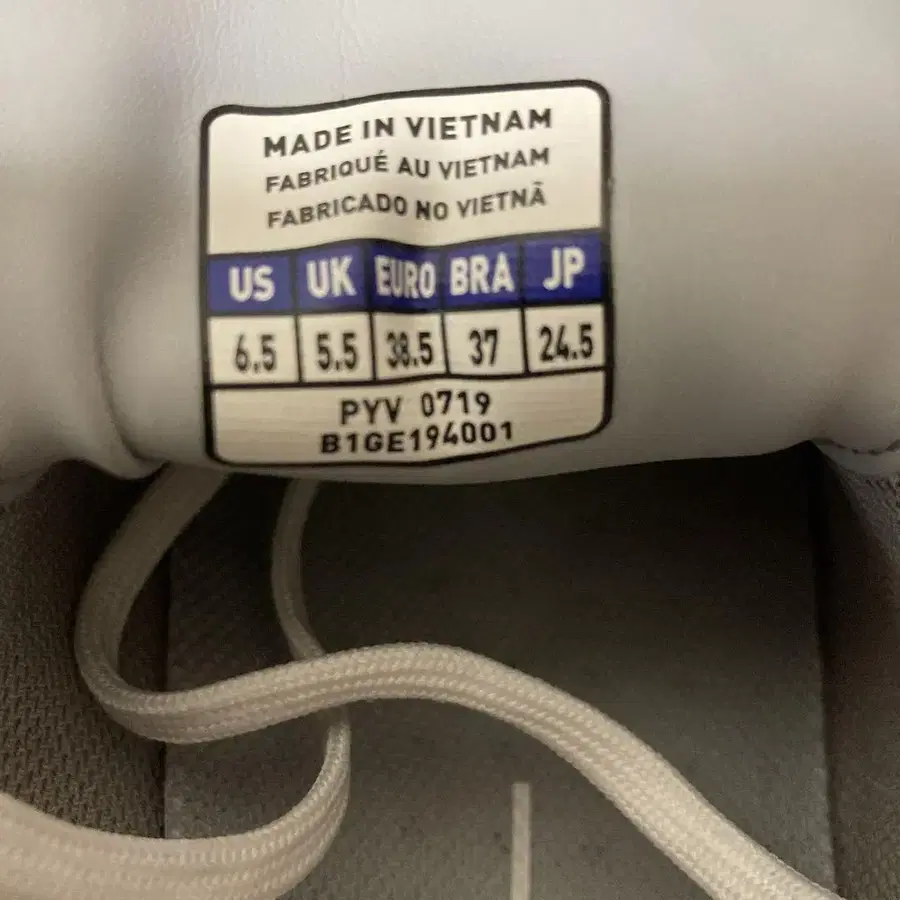 MADE IN VIETNAM
FABRIQUÉ AU VIETNAM
FABRICADO NO VIETNÃ
US UK EURO BRA JP
6.5 5.5 38.5 37 24.5
PYV 0719
B1GE194001